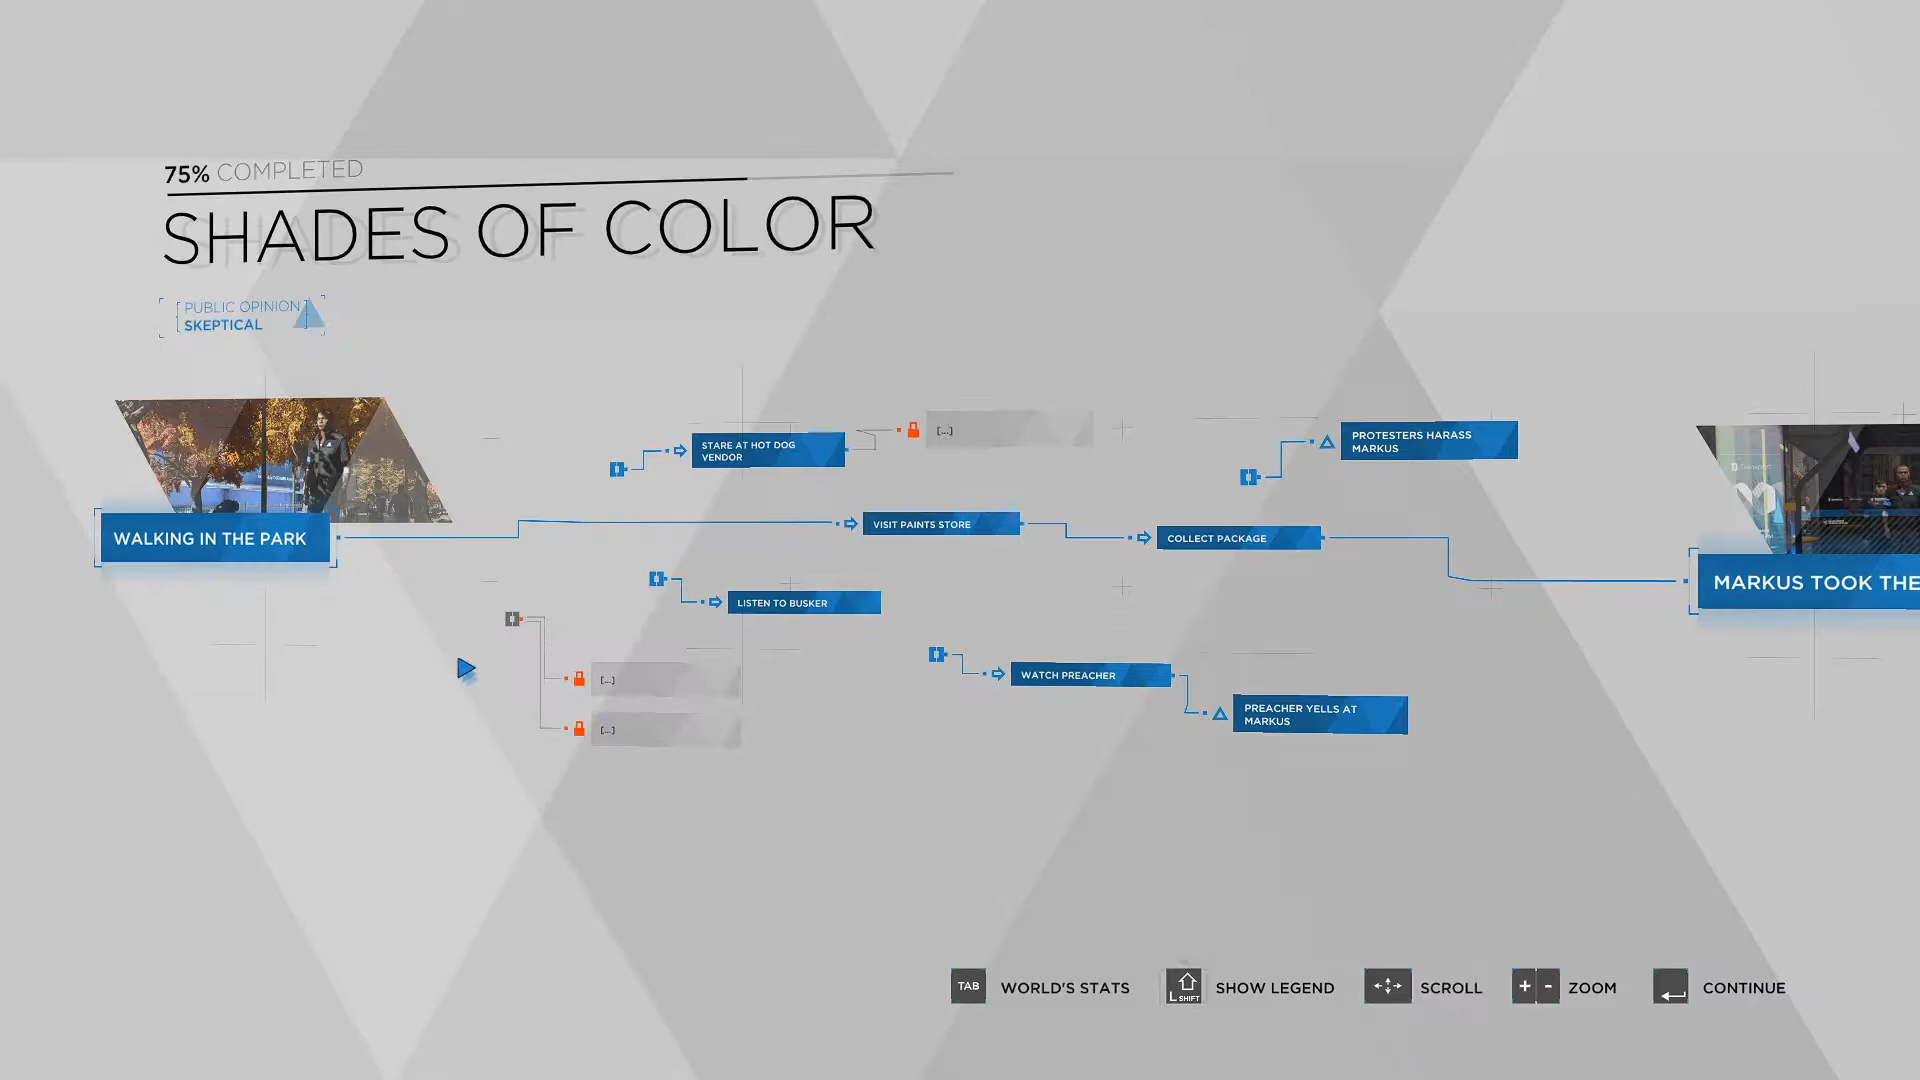 75% COMPLETED
SHADES OF COLOR
PUBLIC OPINION
SKEPTICAL
STARE AT HOT DOG
VENDOR
[...]
PROTESTERS HARASS
MARKUS
WALKING IN THE PARK
VISIT PAINTS STORE
COLLECT PACKAGE
MARKUS TOOK THE
LISTEN TO BUSKER
[...]
[...]
WATCH PREACHER
PREACHER YELLS AT
MARKUS
TAB WORLD'S STATS
L SHIFT SHOW LEGEND
SCROLL
+ - ZOOM
CONTINUE